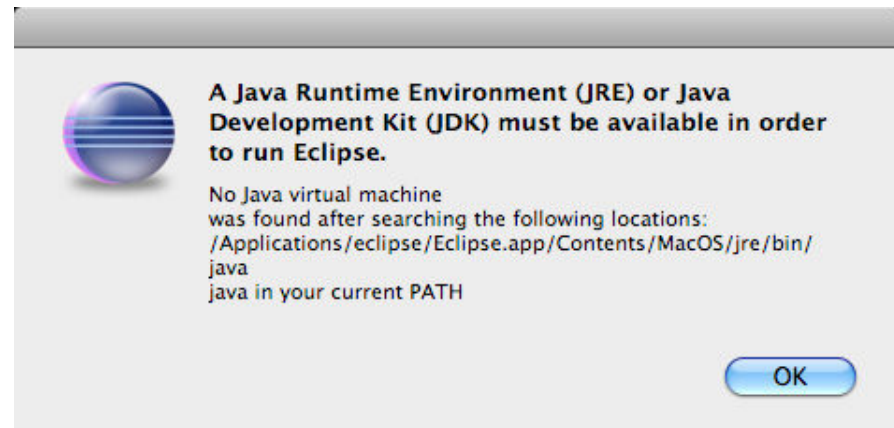 A Java Runtime Environment (JRE) or Java
Development Kit (JDK) must be available in order
to run Eclipse.
No Java virtual machine
was found after searching the following locations:
/Applications/eclipse/Eclipse.app/Contents/MacOS/jre/bin/
java
java in your current PATH
OK